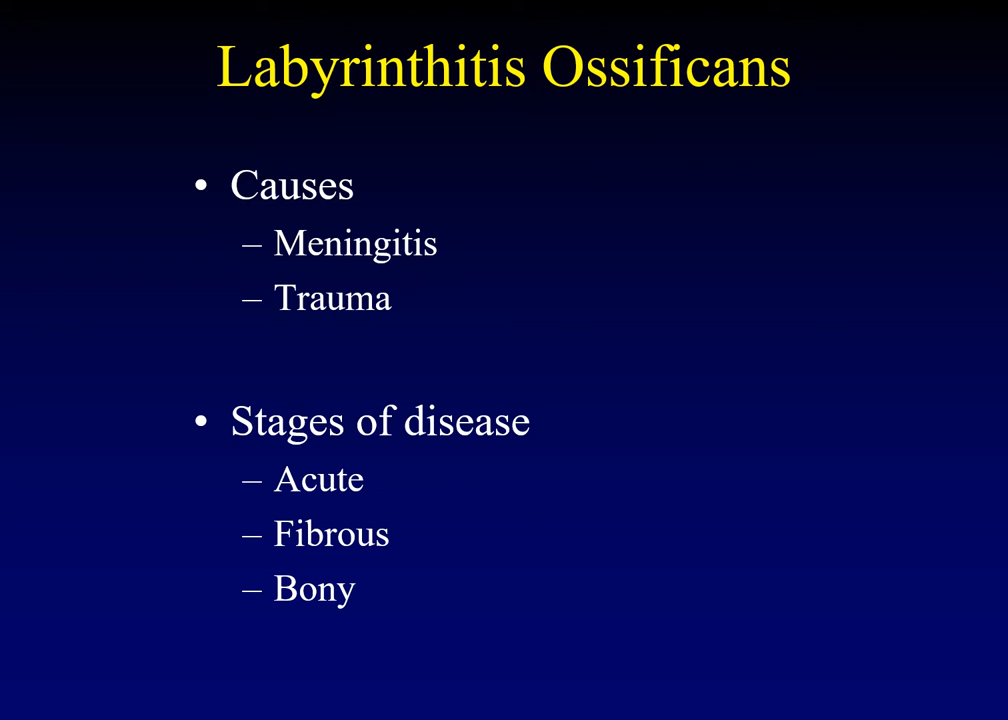 Labyrinthitis Ossificans
• Causes
– Meningitis
– Trauma
• Stages of disease
– Acute
– Fibrous
– Bony